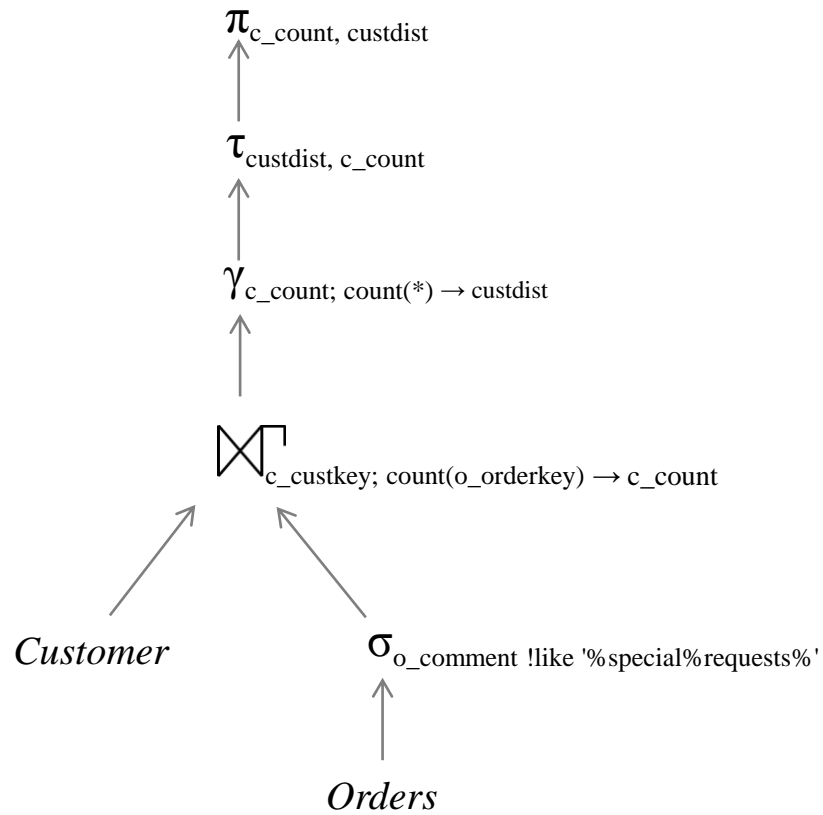 π c_count, custdist
τ custdist, c_count
γ c_count; count(*) → custdist
c_custkey; count(o_orderkey) → c_count
Customer
σ o_comment !like '%special%requests%'
Orders